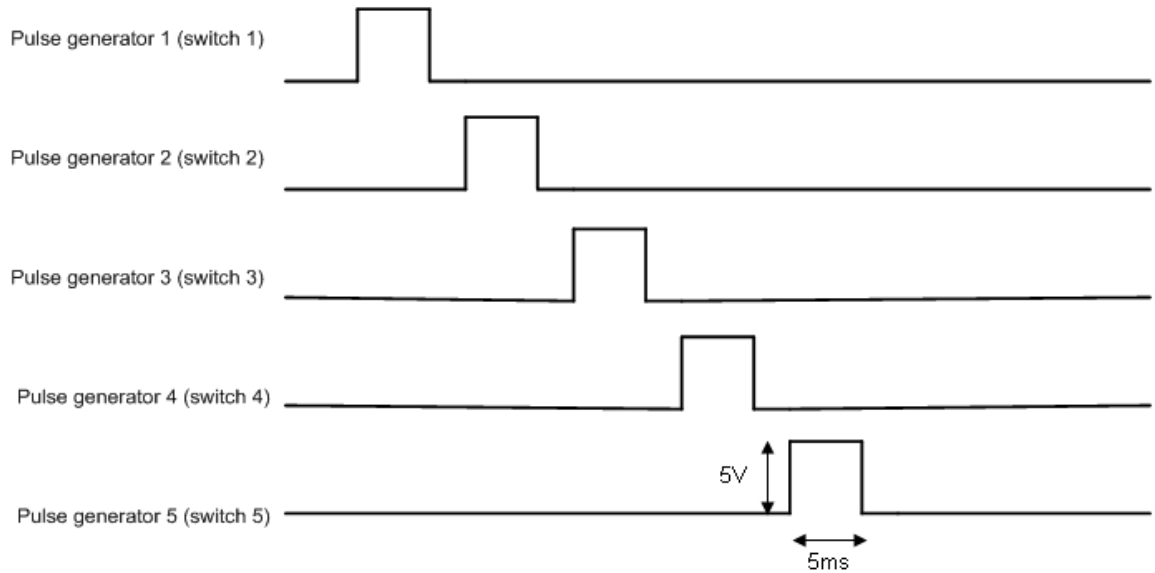 Pulse generator 1 (switch 1)
Pulse generator 2 (switch 2)
Pulse generator 3 (switch 3)
Pulse generator 4 (switch 4)
5V
Pulse generator 5 (switch 5)
5ms